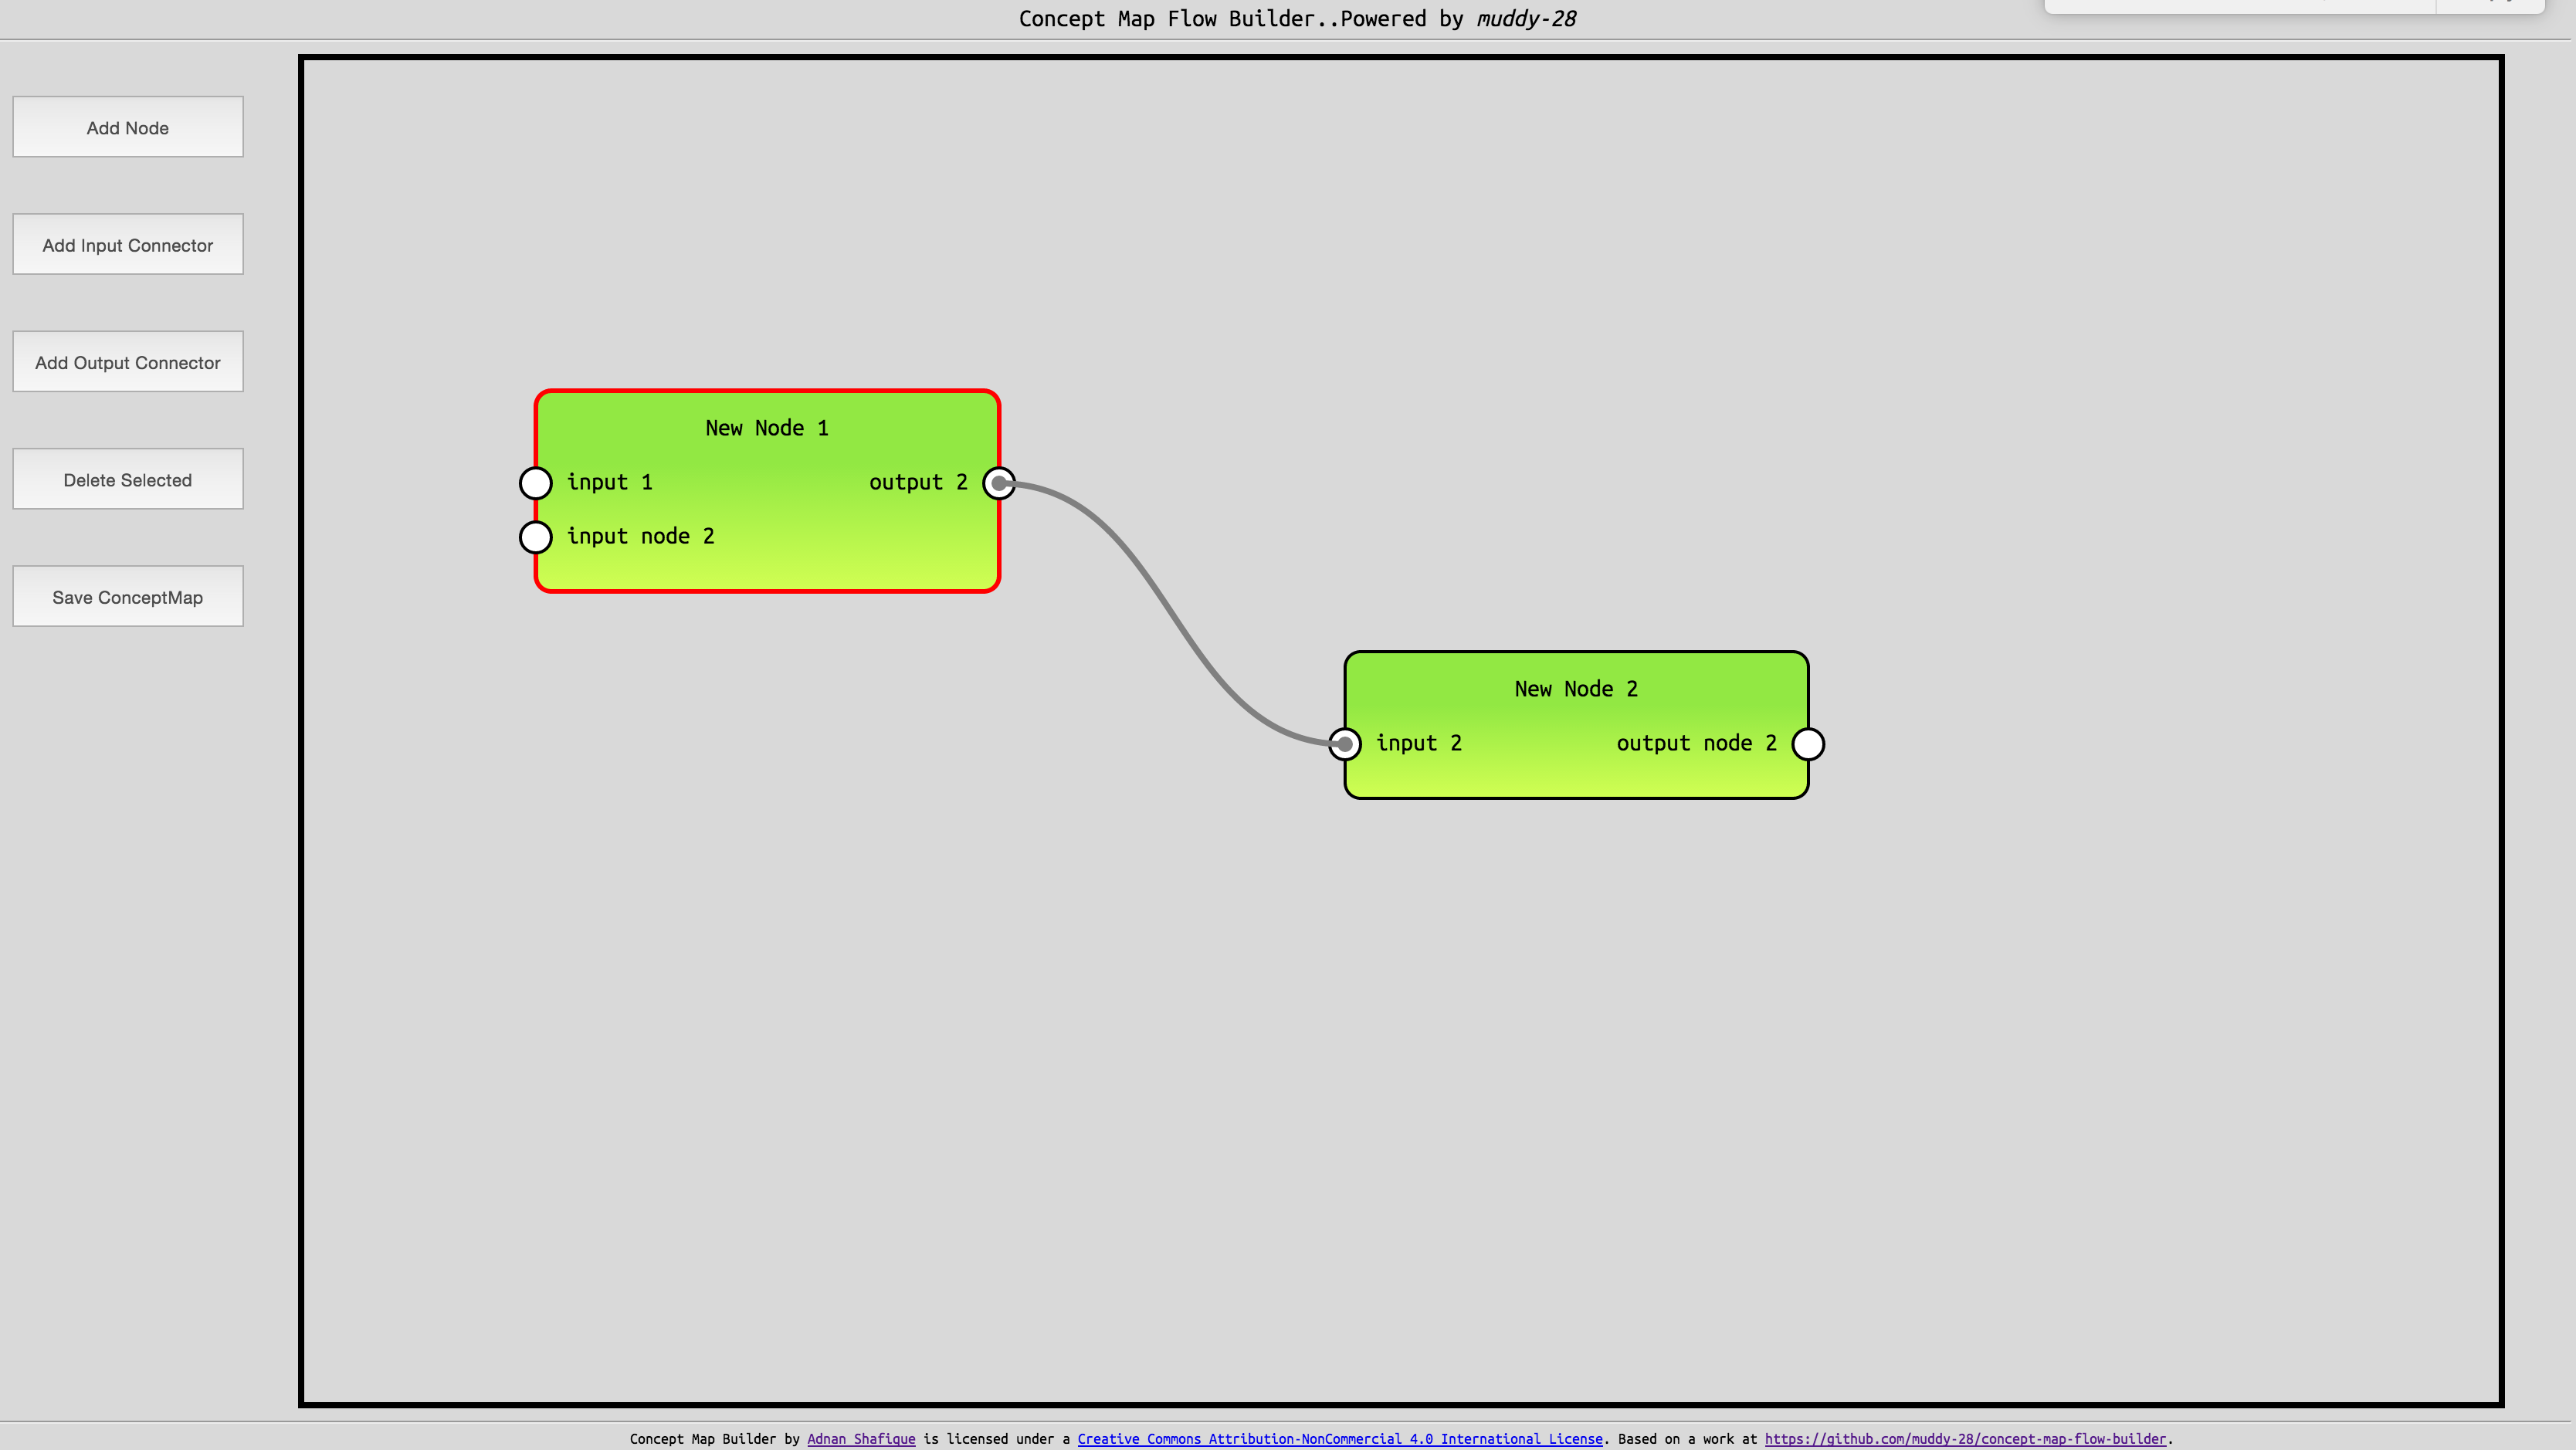 Concept Map Flow Builder..Powered by muddy-28
Add Node
Add Input Connector
Add Output Connector
Delete Selected
Save ConceptMap
New Node 1
input 1 output 2
input node 2
New Node 2
input 2 output node 2
Concept Map Builder by Adnan Shafique is licensed under a Creative Commons Attribution-NonCommercial 4.0 International License. Based on a work at https://github.com/muddy-28/concept-map-flow-builder.